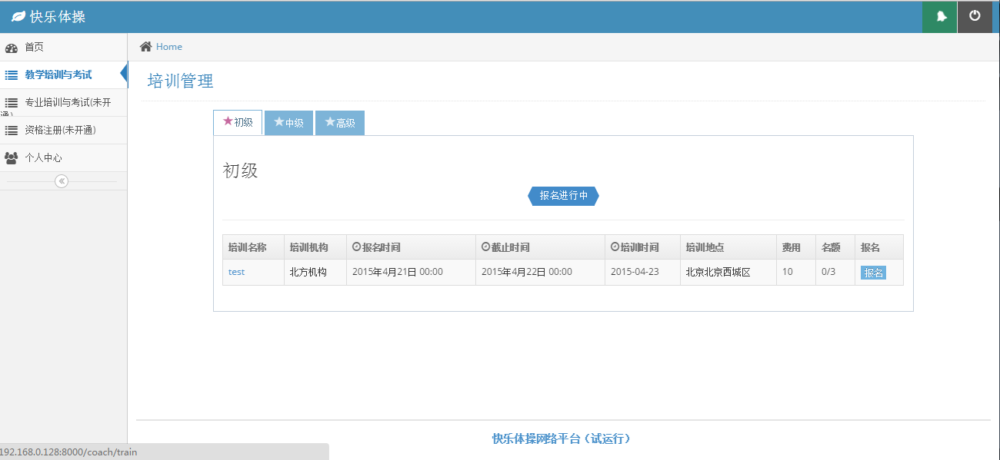 快乐体操
首页
教学培训与考试
专业培训与考试(未开
通)
资格注册(未开通)
个人中心
Home
培训管理
初级 中级 高级
初级
报名进行中
培训名称 培训机构 报名时间 截止时间 培训时间 培训地点 费用 名额 报名
test 北方机构 2015年4月21日 00:00 2015年4月22日 00:00 2015-04-23 北京北京西城区 10 0/3 报名
快乐体操网络平台（试运行）
192.168.0.128:8000/coach/train